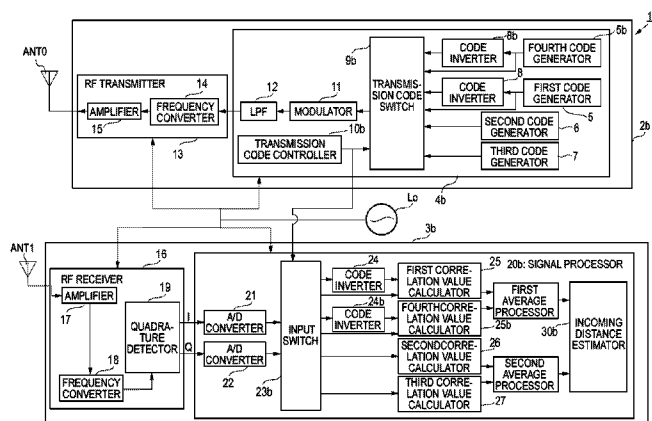 1
ANT0
RF TRANSMITTER
14
FREQUENCY
CONVERTER
AMPLIFIER
15
13
12
LPF
11
MODULATOR
10b
TRANSMISSION
CODE CONTROLLER
9b
TRANSMIS-
SION CODE
SWITCH
8b
CODE
INVERTER
5b
FOURTH CODE
GENERATOR
8
CODE
INVERTER
FIRST CODE
GENERATOR
5
SECOND CODE
GENERATOR
6
THIRD CODE
GENERATOR
7
2b
4b
Lo
ANT1
3b
16
RF RECEIVER
AMPLIFIER
17
18
FREQUENCY
CONVERTER
19
QUADRA-
TURE
DETECTOR
I
Q
20b: SIGNAL PROCESSOR
21
A/D
CONVERTER
A/D
CONVERTER
22
INPUT
SWITCH
23b
24
CODE
INVERTER
24b
CODE
INVERTER
25
FIRST CORRE-
LATION VALUE
CALCULATOR
FOURTHCORRE-
LATION VALUE
CALCULATOR
25b
26
SECONDCORRE-
LATION VALUE
CALCULATOR
THIRD CORRE-
LATION VALUE
CALCULATOR
27
FIRST
AVERAGE
PROCESSOR
SECOND
AVERAGE
PROCESSOR
30b
INCOMING
DISTANCE
ESTIMATOR